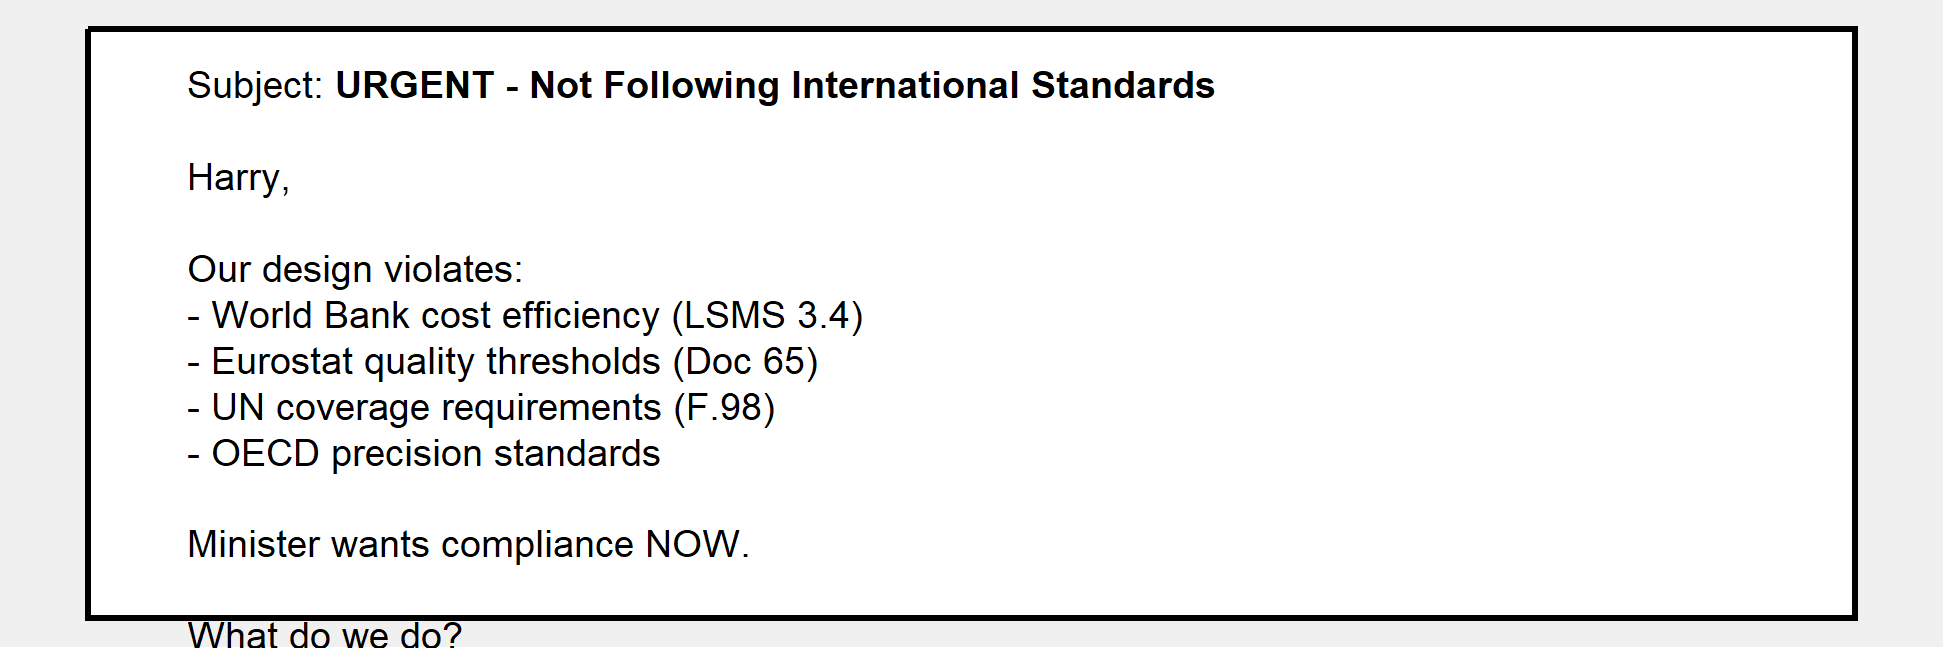 Subject: URGENT - Not Following International Standards
Harry,
Our design violates:
- World Bank cost efficiency (LSMS 3.4)
- Eurostat quality thresholds (Doc 65)
- UN coverage requirements (F.98)
- OECD precision standards
Minister wants compliance NOW.
What do we do?